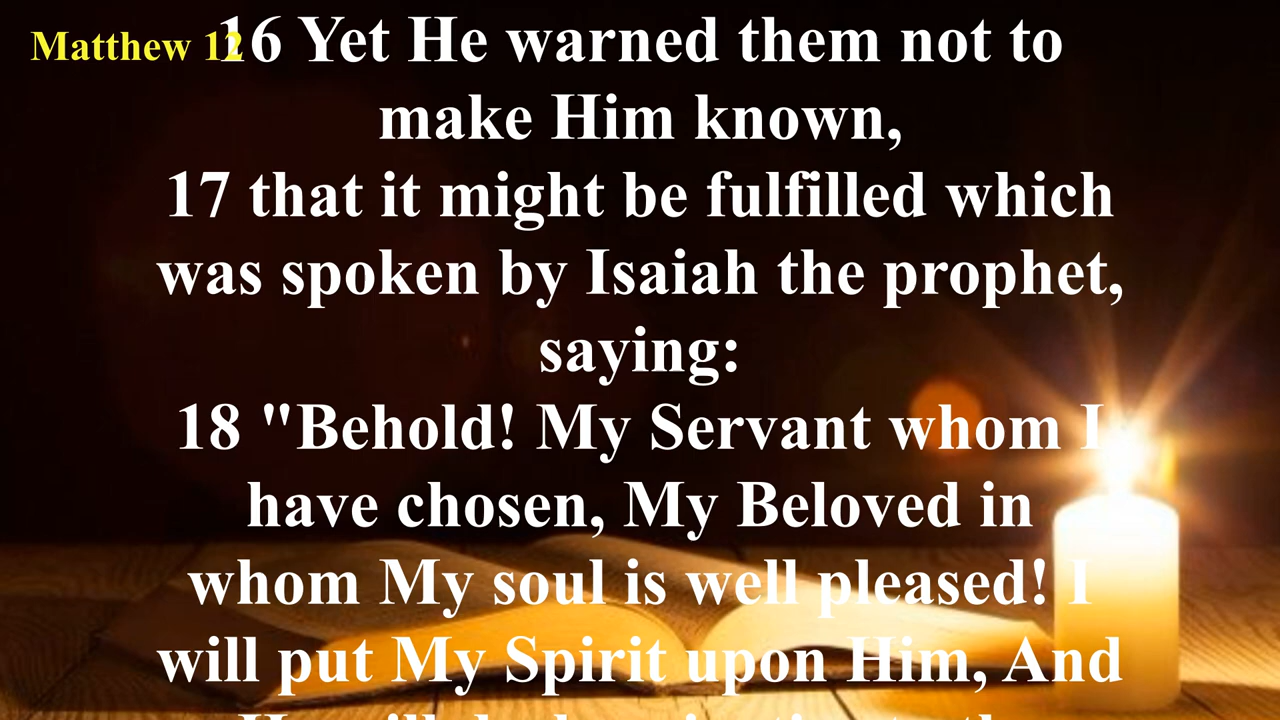 Matthew 12
16 Yet He warned them not to
make Him known,
17 that it might be fulfilled which
was spoken by Isaiah the prophet,
saying:
18 "Behold! My Servant whom I
have chosen, My Beloved in
whom My soul is well pleased! I
will put My Spirit upon Him, And